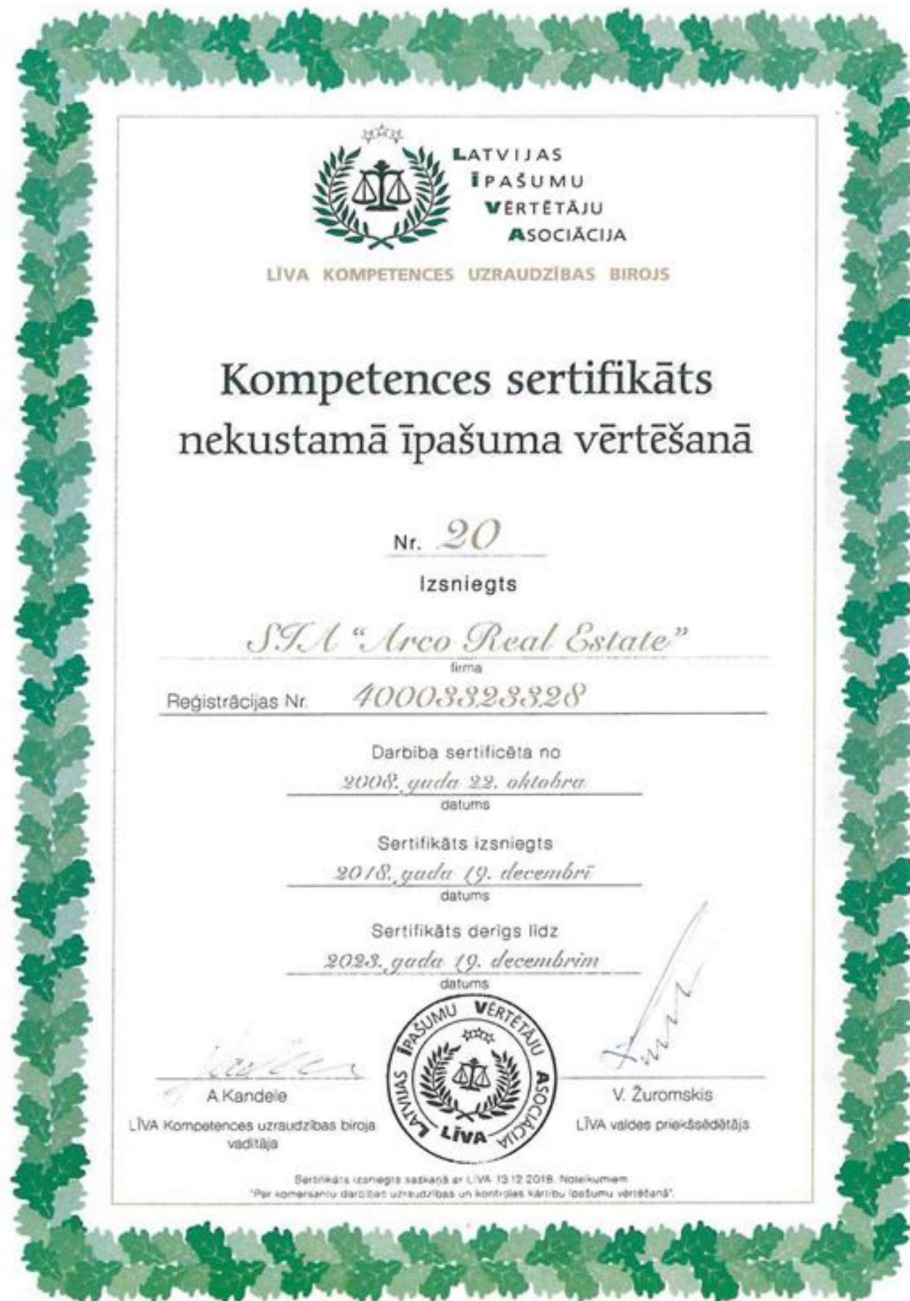 LATVIJAS
ĪPAŠUMU
VĒRTĒTĀJU
ASOCIĀCIJA
LĪVA KOMPETENCES UZRAUDZĪBAS BIROJS
Kompetences sertifikāts
nekustamā īpašuma vērtēšanā
Nr. 20
Izsniegts
SIA “Arco Real Estate”
firma
Reģistrācijas Nr. 40003323328
Darbība sertificēta no
2008. gada 22. oktobra
datums
Sertifikāts izsniegts
2018. gada 19. decembrī
datums
Sertifikāts derīgs līdz
2023. gada 19. decembrim
datums
LATVIJAS ĪPAŠUMU VĒRTĒTĀJU ASOCIĀCIJA
LĪVA
A.Kandele
LĪVA Kompetences uzraudzības biroja
vadītāja
V. Žuromskis
LĪVA valdes priekšsēdētājs
Sertifikāts izsniegts saskaņā ar LĪVA 13.12.2018. Noteikumiem
"Par komersantu darbības uzraudzības un kontroles kārtību īpašumu vērtēšanā".